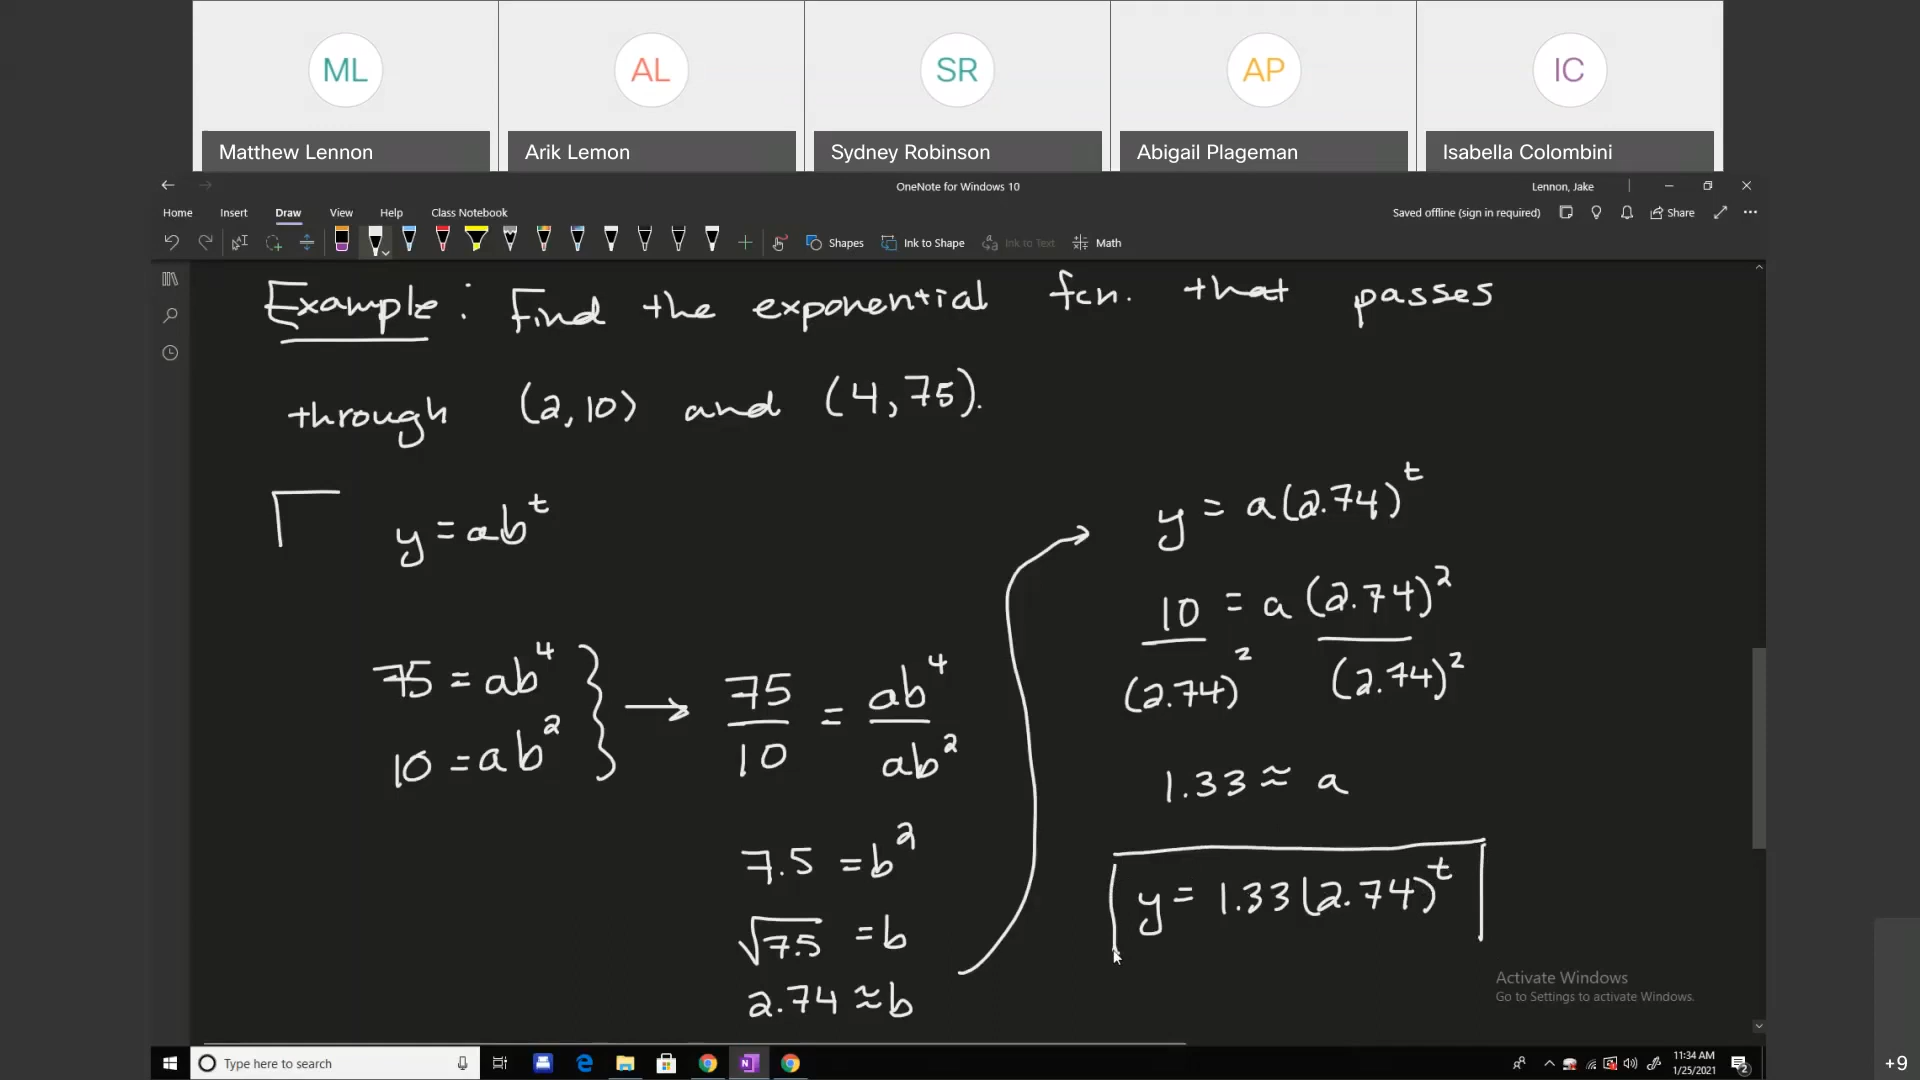 ML AL SR AP IC
Matthew Lennon Arik Lemon Sydney Robinson Abigail Plageman Isabella Colombini
OneNote for Windows 10 Lennon, Jake
Home Insert Draw View Help Class Notebook Saved offline (sign in required) Share
Shapes Ink to Shape Ink to Text Math
Example: Find the exponential fcn. that passes
through (2,10) and (4,75).
y = ab^t
75 = ab^4
10 = ab^2
75/10 = ab^4/ab^2
7.5 = b^2
√7.5 = b
2.74 ≈ b
y = a(2.74)^t
10 = a(2.74)^2
(2.74)^2 (2.74)^2
1.33 ≈ a
y = 1.33(2.74)^t
Activate Windows
Go to Settings to activate Windows.
Type here to search
11:34 AM
1/25/2021
2
+9